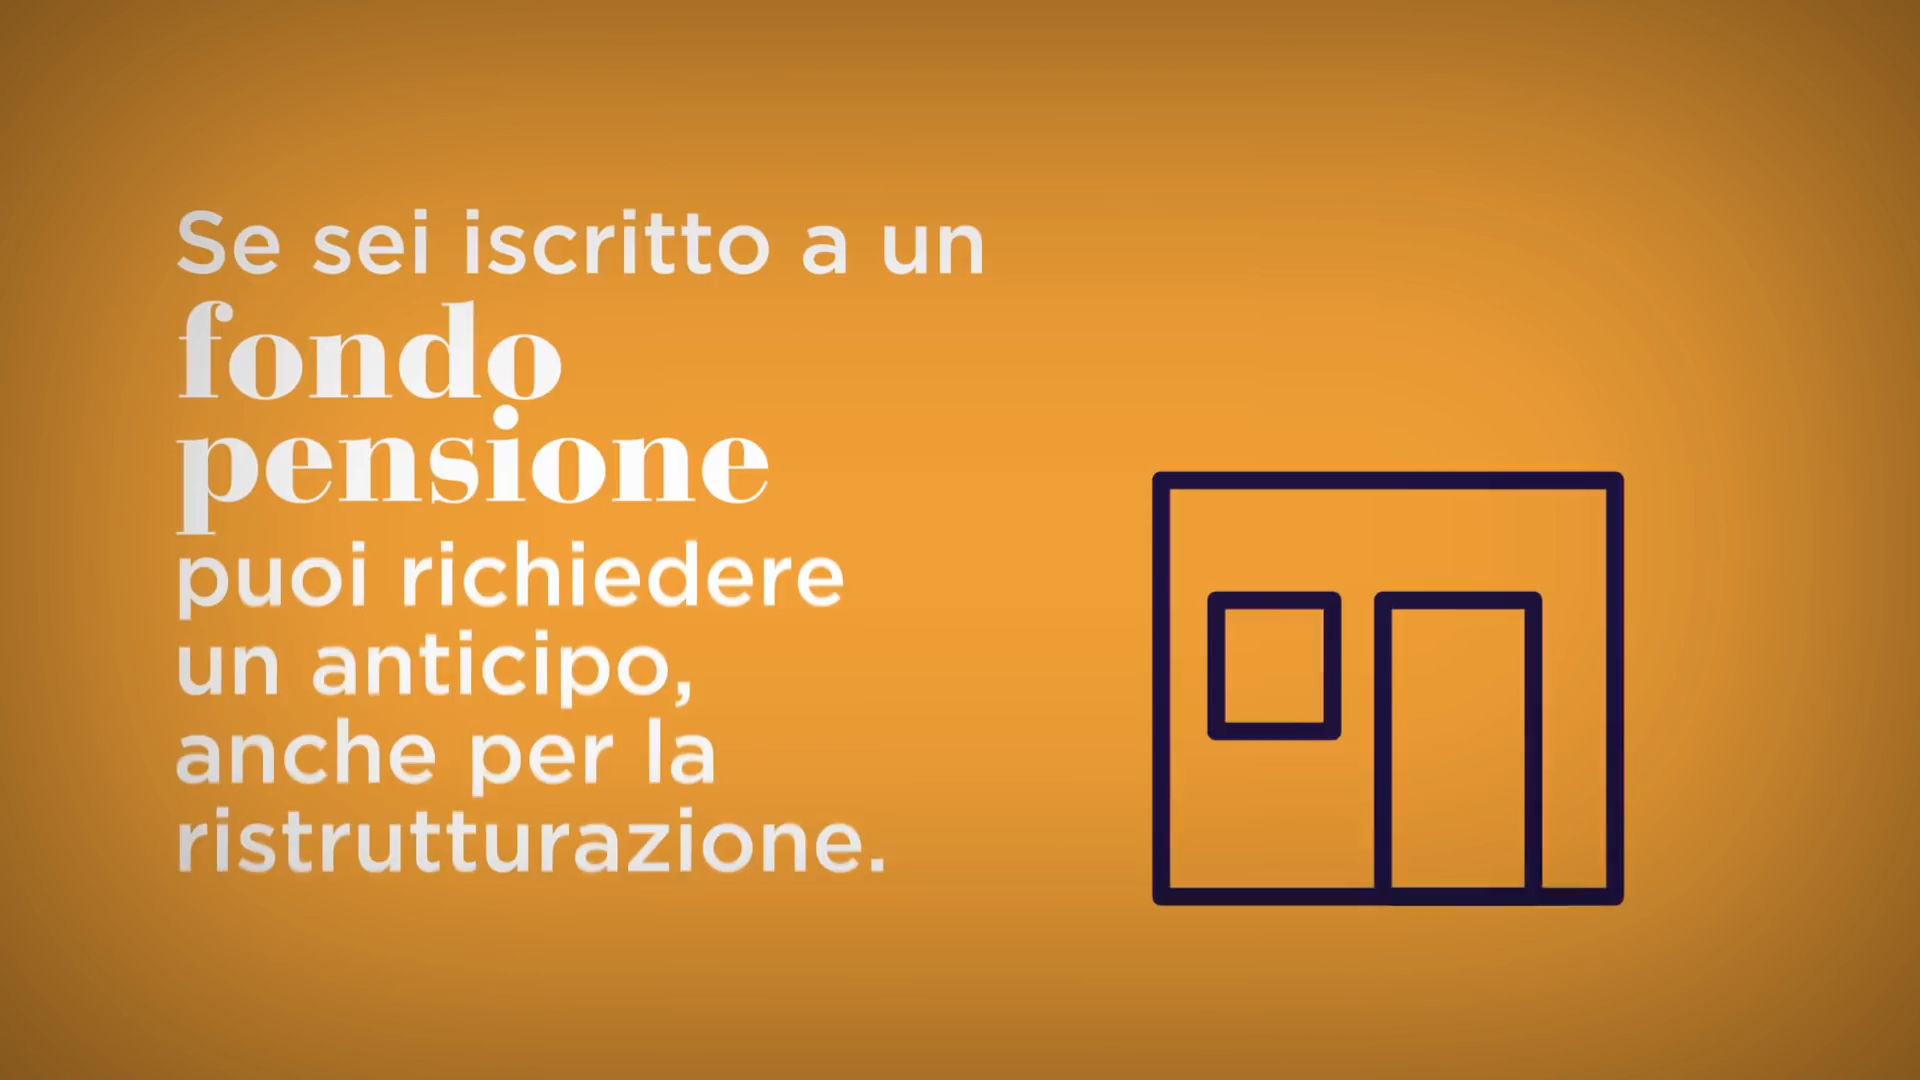 Se sei iscritto a un
fondo
pensione
puoi richiedere
un anticipo,
anche per la
ristrutturazione.